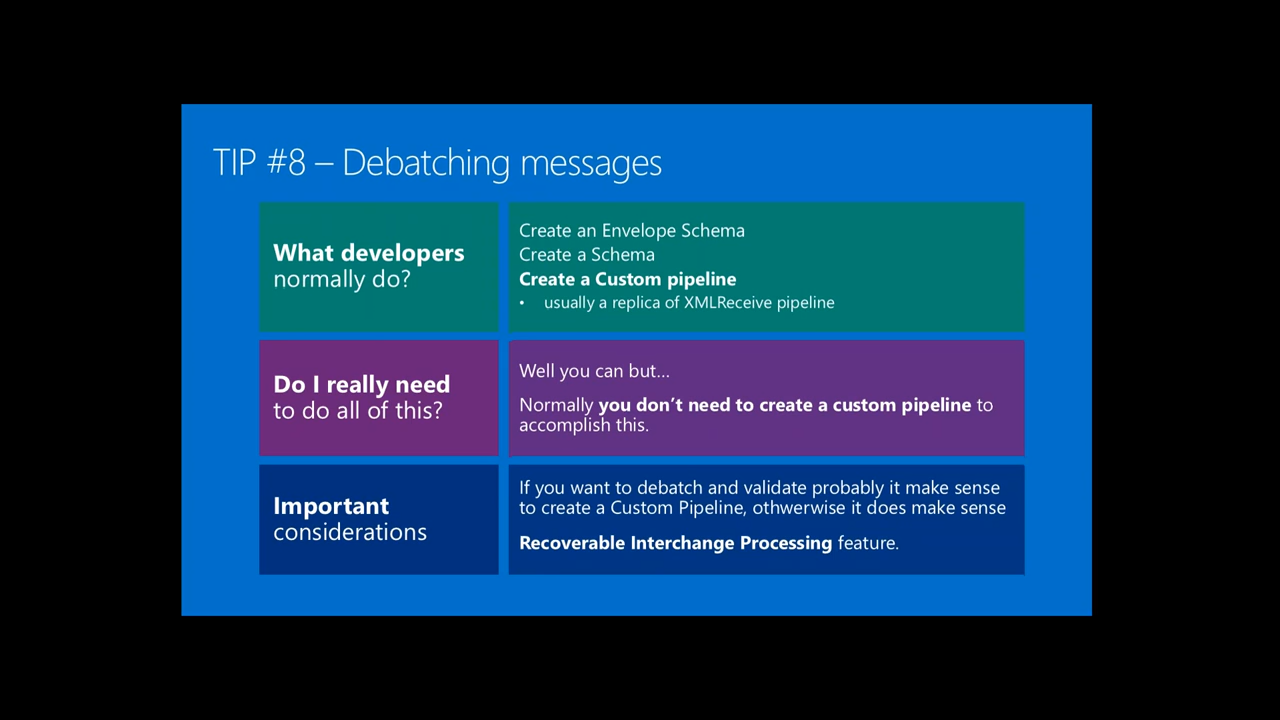 TIP #8 – Debatching messages
What developers
normally do?
Create an Envelope Schema
Create a Schema
Create a Custom pipeline
• usually a replica of XMLReceive pipeline
Do I really need
to do all of this?
Well you can but...
Normally you don't need to create a custom pipeline to
accomplish this.
Important
considerations
If you want to debatch and validate probably it make sense
to create a Custom Pipeline, othwerwise it does make sense
Recoverable Interchange Processing feature.